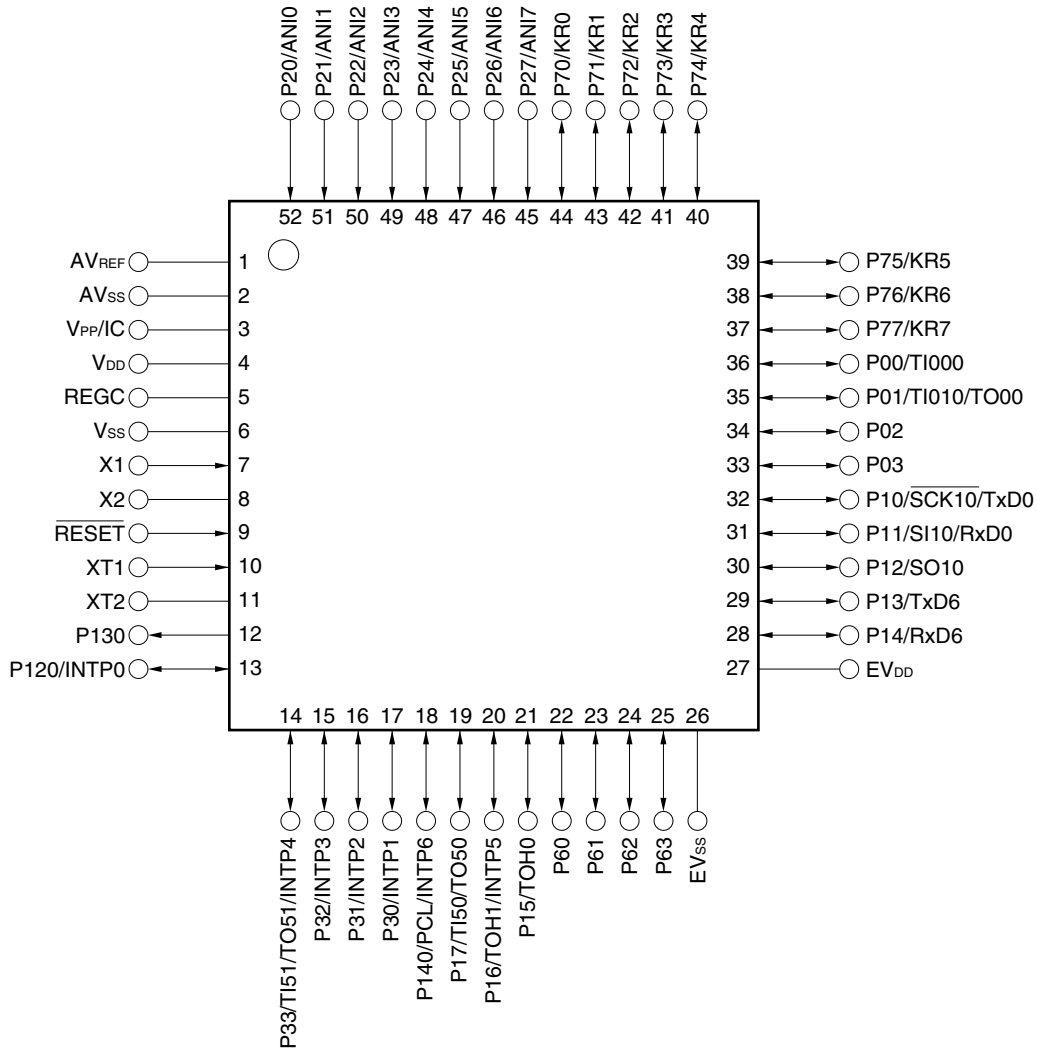 P20/ANI0
P21/ANI1
P22/ANI2
P23/ANI3
P24/ANI4
P25/ANI5
P26/ANI6
P27/ANI7
P70/KR0
P71/KR1
P72/KR2
P73/KR3
P74/KR4
52 51 50 49 48 47 46 45 44 43 42 41 40
AVREF 1
AVSS 2
VPP/IC 3
VDD 4
REGC 5
VSS 6
X1 7
X2 8
RESET 9
XT1 10
XT2 11
P130 12
P120/INTP0 13
39 P75/KR5
38 P76/KR6
37 P77/KR7
36 P00/TI000
35 P01/TI010/TO00
34 P02
33 P03
32 P10/SCK10/TxD0
31 P11/SI10/RxD0
30 P12/SO10
29 P13/TxD6
28 P14/RxD6
27 EVDD
14 15 16 17 18 19 20 21 22 23 24 25 26
P33/TI51/TO51/INTP4
P32/INTP3
P31/INTP2
P30/INTP1
P140/PCL/INTP6
P17/TI50/TO50
P16/TOH1/INTP5
P15/TOH0
P60
P61
P62
P63
EVSS